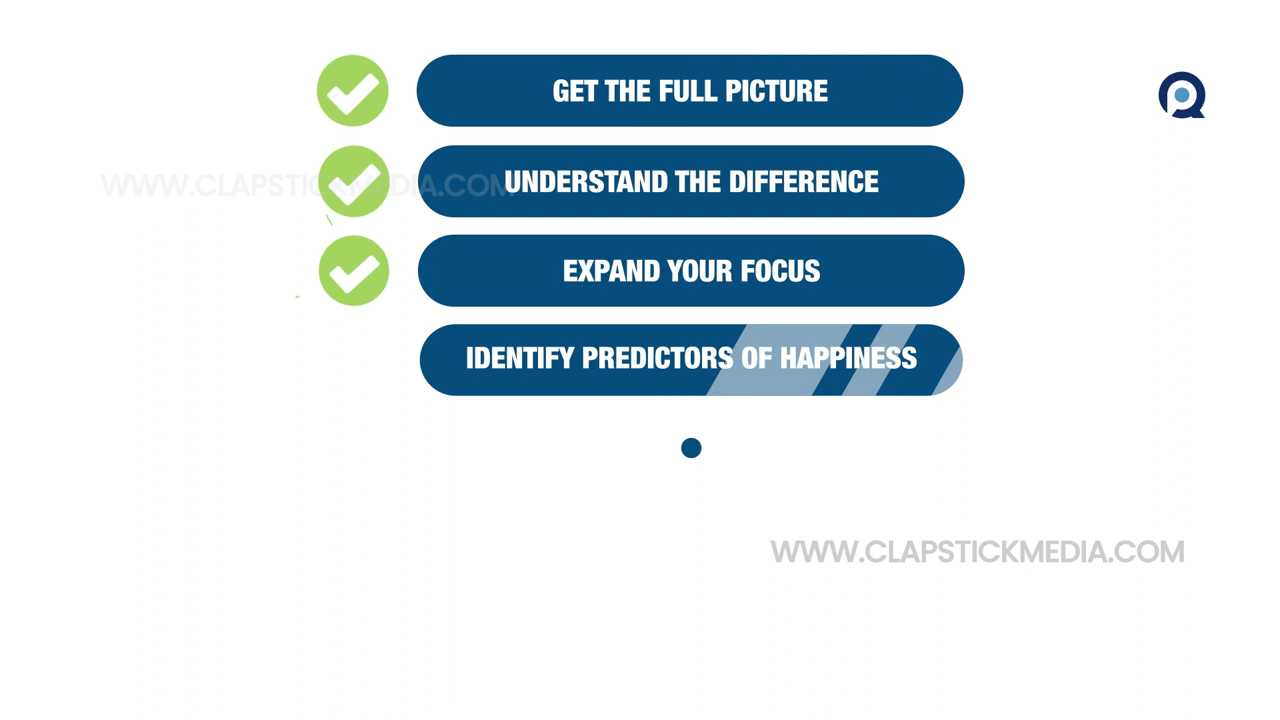 GET THE FULL PICTURE
WWW.CLAPSTICKMEDIA.COM
UNDERSTAND THE DIFFERENCE
EXPAND YOUR FOCUS
IDENTIFY PREDICTORS OF HAPPINESS
WWW.CLAPSTICKMEDIA.COM